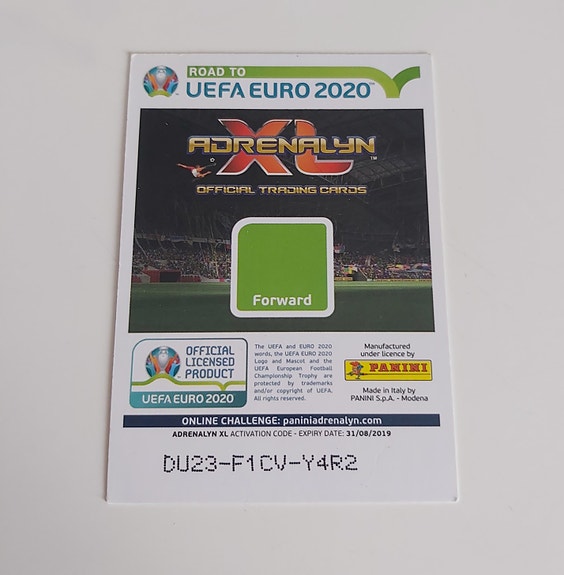 ROAD TO
UEFA EURO 2020™
ADRENALYN
XL™
OFFICIAL TRADING CARDS
Forward
OFFICIAL
LICENSED
PRODUCT
UEFA EURO 2020
The UEFA and EURO 2020
words, the UEFA EURO 2020
Logo and Mascot and the
UEFA European Football
Championship Trophy are
protected by trademarks
and/or copyright of UEFA.
All rights reserved.
Manufactured
under licence by
PANINI
Made in Italy by
PANINI S.p.A. - Modena
ONLINE CHALLENGE: paniniadrenalyn.com
ADRENALYN XL ACTIVATION CODE - EXPIRY DATE: 31/08/2019
DU23-F1CV-Y4R2